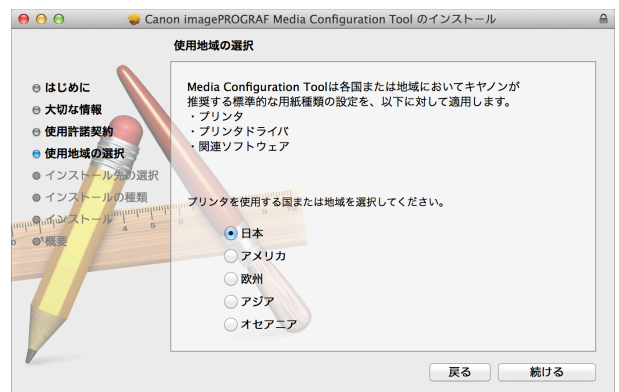 Canon imagePROGRAF Media Configuration Tool のインストール
使用地域の選択
はじめに
大切な情報
使用許諾契約
使用地域の選択
インストール先の選択
インストールの種類
インストール
概要
Media Configuration Toolは各国または地域においてキヤノンが
推奨する標準的な用紙種類の設定を、以下に対して適用します。
・プリンタ
・プリンタドライバ
・関連ソフトウェア
プリンタを使用する国または地域を選択してください。
日本
アメリカ
欧州
アジア
オセアニア
戻る
続ける